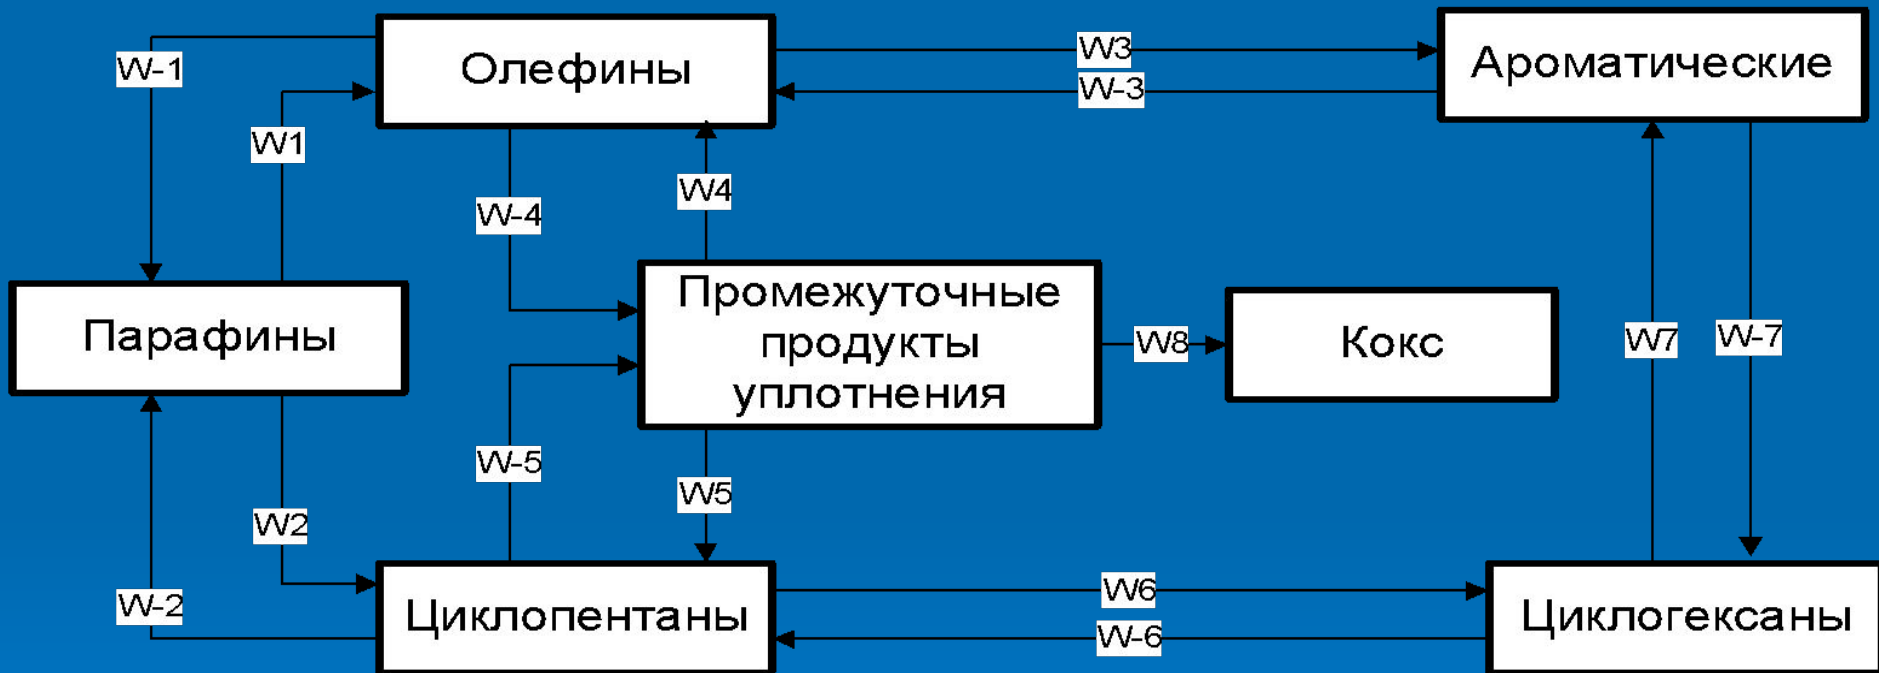 Олефины
Ароматические
W-1
W3
W-3
W1
W-4
W4
Промежуточные
продукты
уплотнения
Парафины
W8
Кокс
W7
W-7
W-5
W5
W2
W-2
Циклопентаны
W6
W-6
Циклогексаны